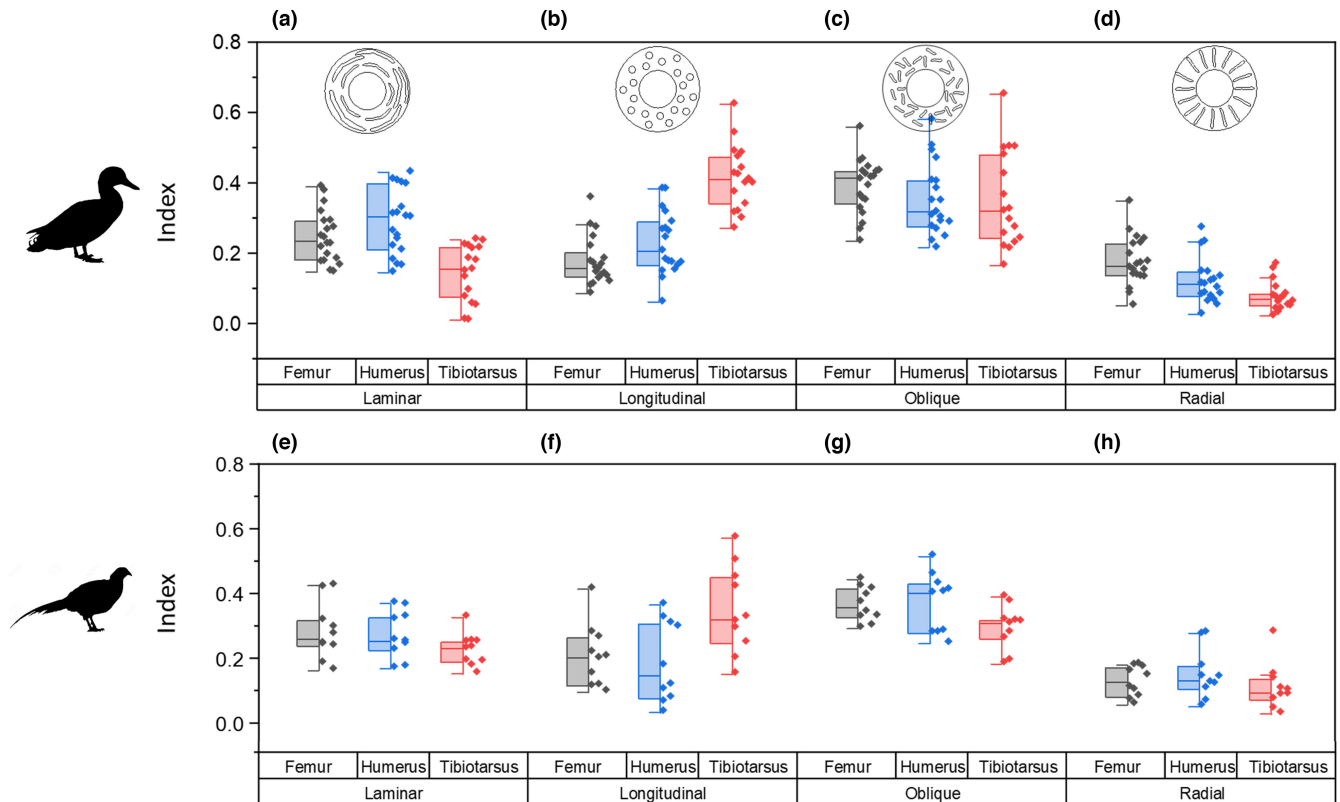 (a) (b) (c) (d)
0.8
0.6
0.4
0.2
0.0
Index
Femur Humerus Tibiotarsus Femur Humerus Tibiotarsus Femur Humerus Tibiotarsus Femur Humerus Tibiotarsus
Laminar Longitudinal Oblique Radial
(e) (f) (g) (h)
0.8
0.6
0.4
0.2
0.0
Index
Femur Humerus Tibiotarsus Femur Humerus Tibiotarsus Femur Humerus Tibiotarsus Femur Humerus Tibiotarsus
Laminar Longitudinal Oblique Radial